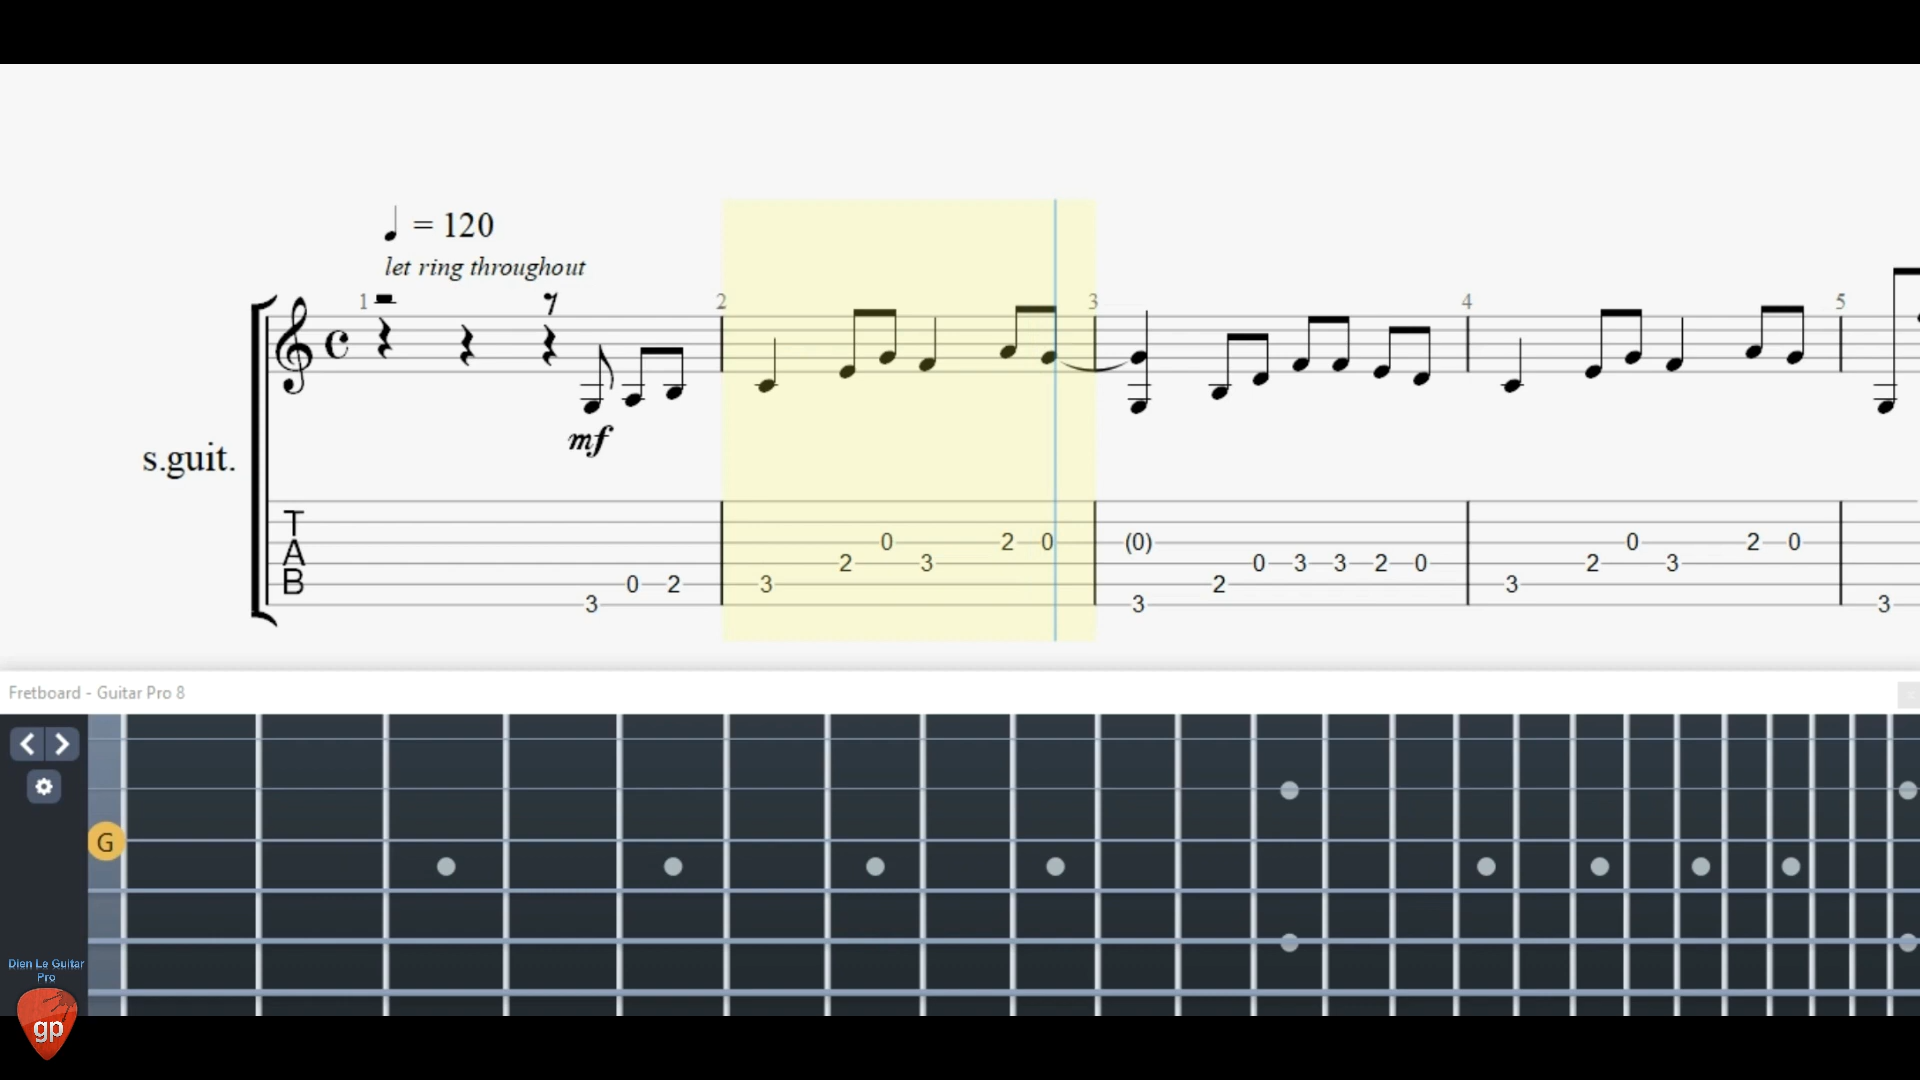 = 120
let ring throughout
1 2 3 4 5
mf
s.guit.
T
A
B
0 2 0 (0) 0 2 0
2 3 0 3 3 2 0 2 3
0 2 3 2 3
3 3 3
Fretboard - Guitar Pro 8
G
Dien Le Guitar
Pro
gp